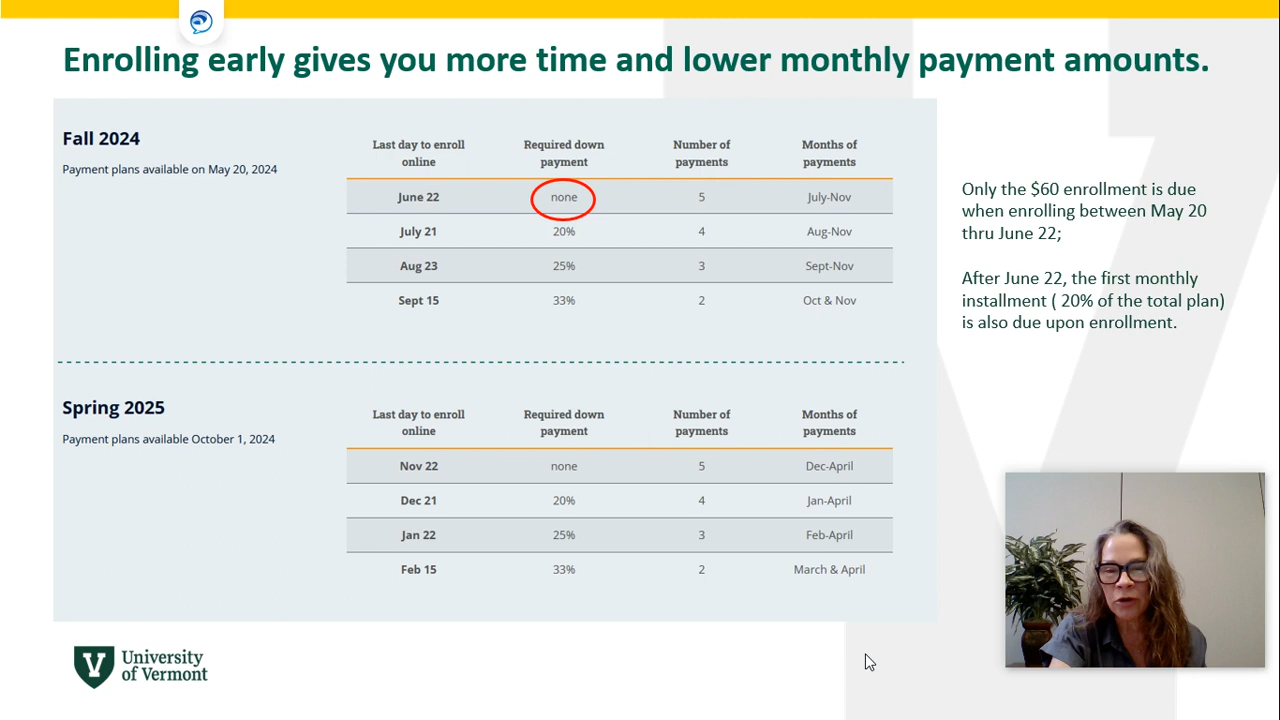 Enrolling early gives you more time and lower monthly payment amounts.
Fall 2024
Payment plans available on May 20, 2024
Last day to enroll online Required down payment Number of payments Months of payments
June 22 none 5 July-Nov
July 21 20% 4 Aug-Nov
Aug 23 25% 3 Sept-Nov
Sept 15 33% 2 Oct & Nov
Only the $60 enrollment is due
when enrolling between May 20
thru June 22;
After June 22, the first monthly
installment ( 20% of the total plan)
is also due upon enrollment.
Spring 2025
Payment plans available October 1, 2024
Last day to enroll online Required down payment Number of payments Months of payments
Nov 22 none 5 Dec-April
Dec 21 20% 4 Jan-April
Jan 22 25% 3 Feb-April
Feb 15 33% 2 March & April
University
of Vermont